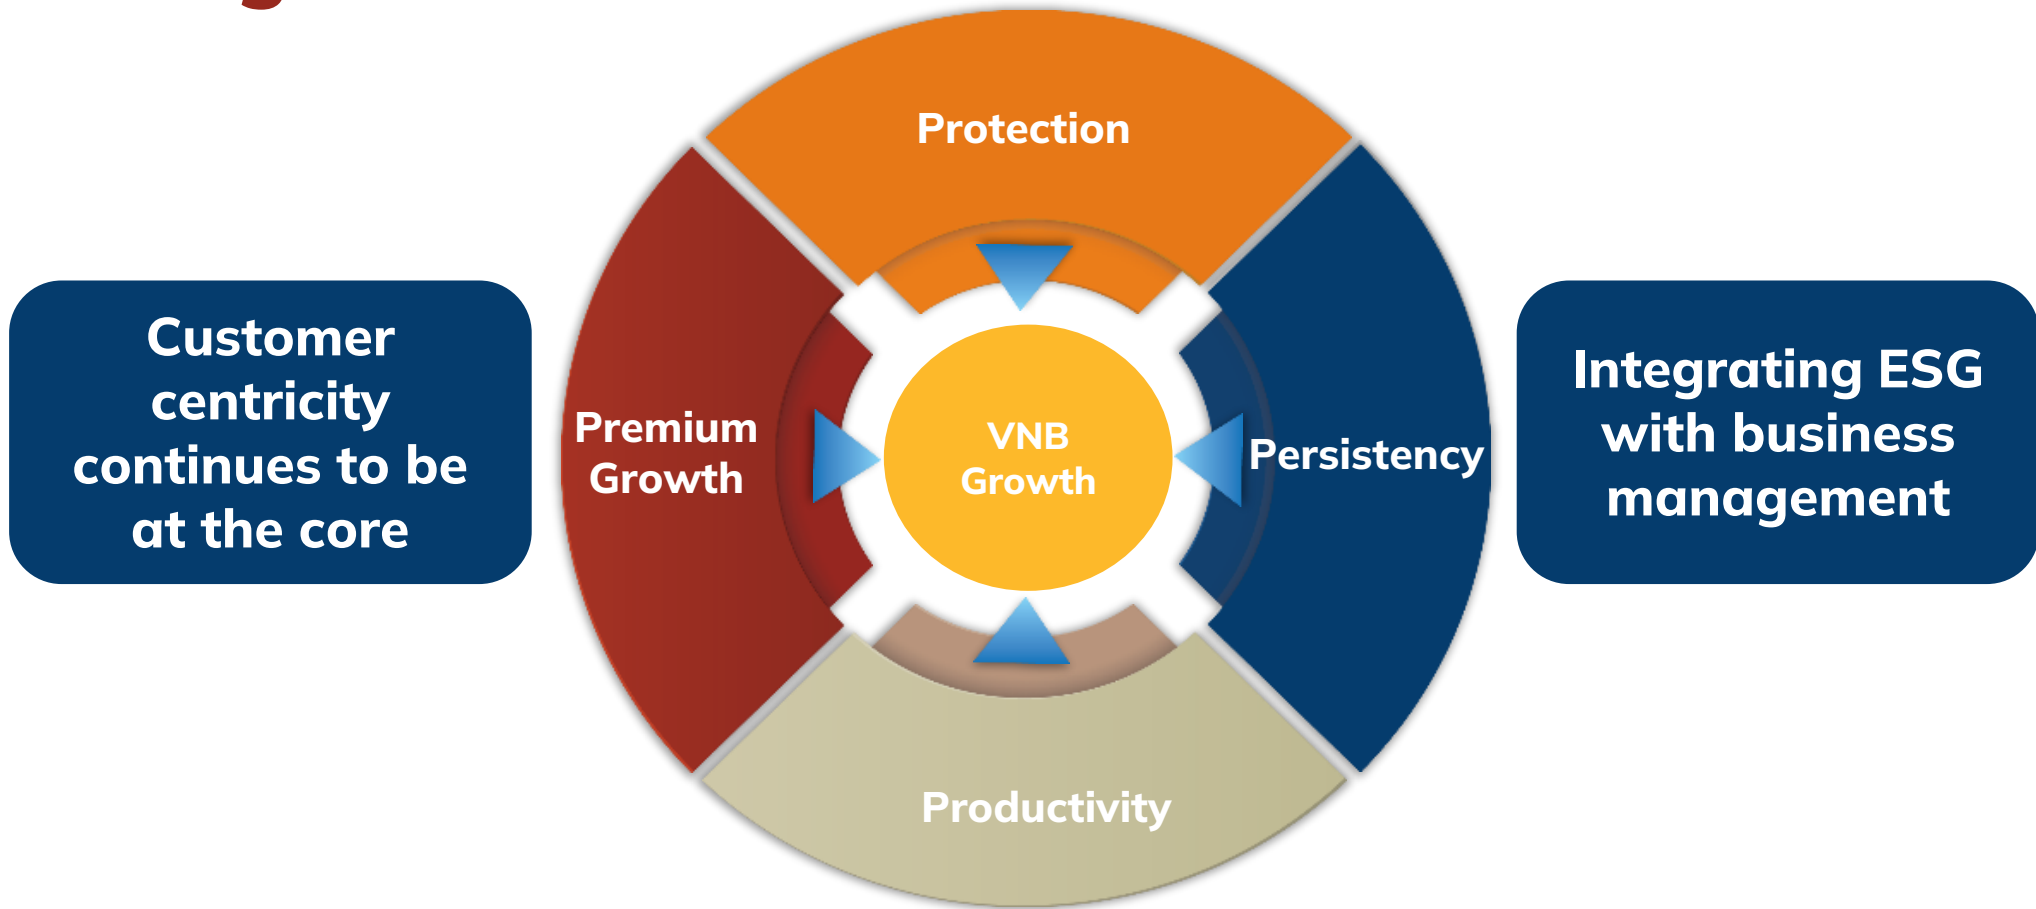 Protection
Customer
centricity
continues to be
at the core
Premium
Growth
VNB
Growth
Persistency
Integrating ESG
with business
management
Productivity